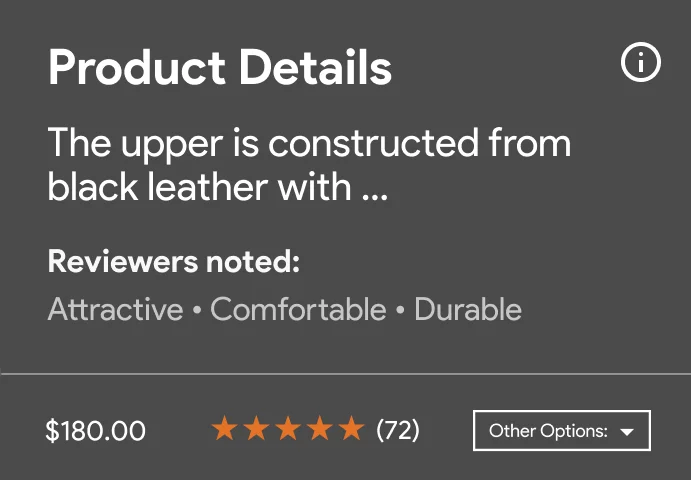 Product Details
The upper is constructed from
black leather with ...
Reviewers noted:
Attractive • Comfortable • Durable
$180.00 ★★★★★ (72) Other Options: